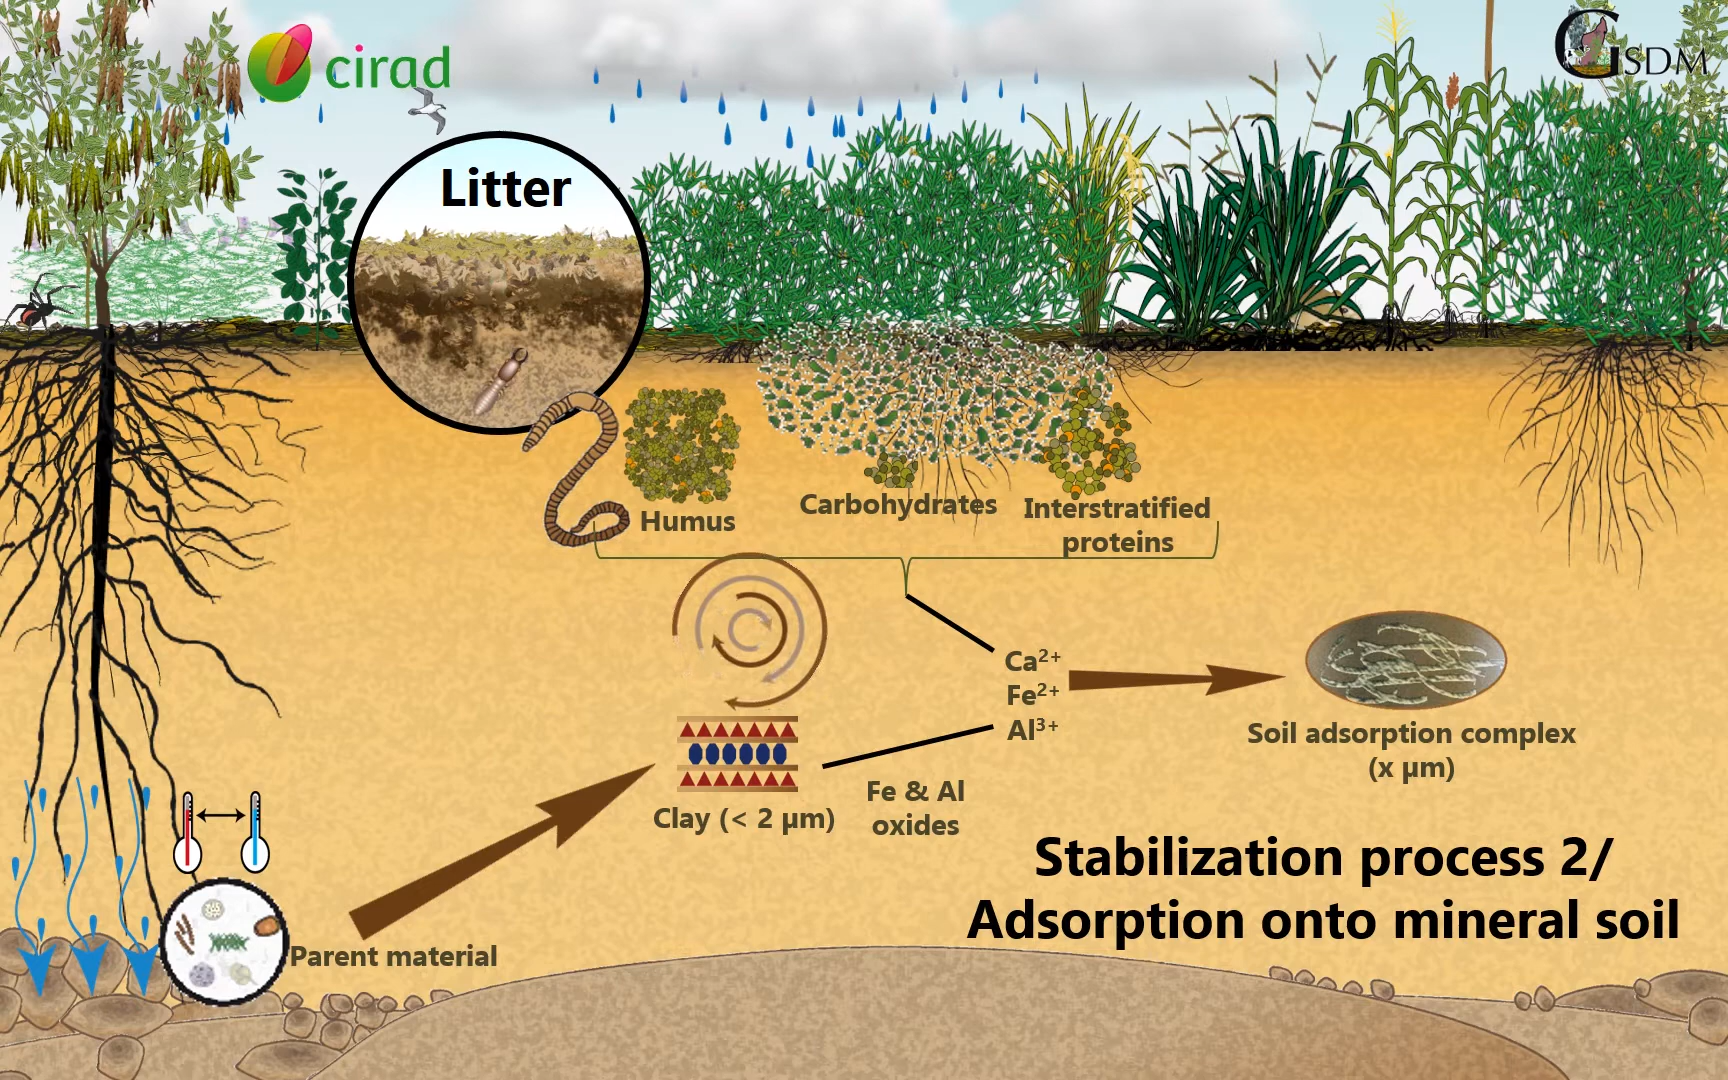 cirad
GSDM
Litter
Humus
Carbohydrates
Interstratified
proteins
Ca²⁺
Fe²⁺
Al³⁺
Soil adsorption complex
(x µm)
Clay (< 2 µm)
Fe & Al
oxides
Parent material
Stabilization process 2/
Adsorption onto mineral soil